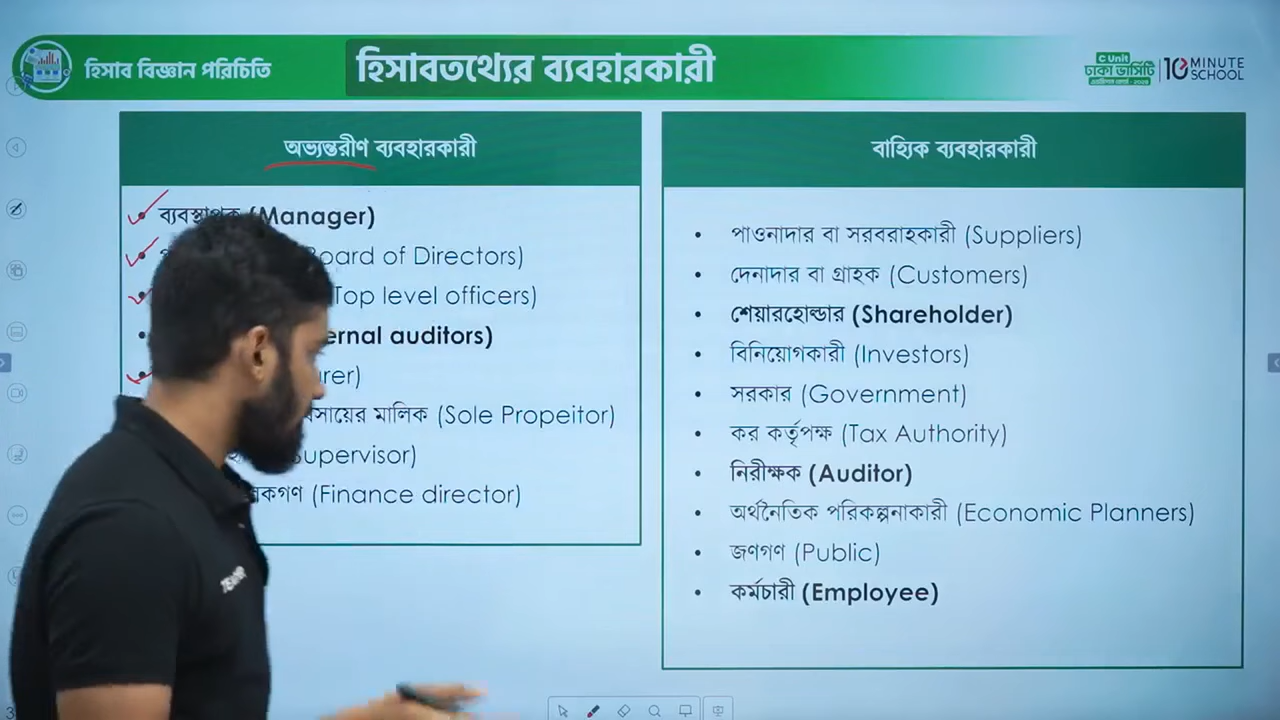 হিসাব বিজ্ঞান পরিচিতি
হিসাবতথ্যের ব্যবহারকারী
C Unit
ঢাকা ভার্সিটি
10 MINUTE SCHOOL
অভ্যন্তরীণ ব্যবহারকারী
ব্যবস্থাপক (Manager)
oard of Directors)
Top level officers)
ernal auditors)
rer)
সায়ের মালিক (Sole Propeitor)
upervisor)
কগণ (Finance director)
বাহ্যিক ব্যবহারকারী
পাওনাদার বা সরবরাহকারী (Suppliers)
দেনাদার বা গ্রাহক (Customers)
শেয়ারহোল্ডার (Shareholder)
বিনিয়োগকারী (Investors)
সরকার (Government)
কর কর্তৃপক্ষ (Tax Authority)
নিরীক্ষক (Auditor)
অর্থনৈতিক পরিকল্পনাকারী (Economic Planners)
জণগণ (Public)
কর্মচারী (Employee)